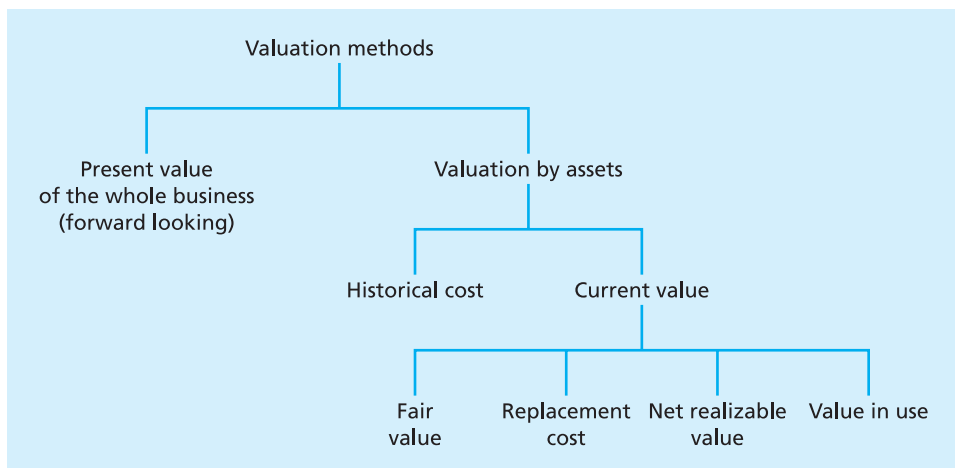 Valuation methods
Present value
of the whole business
(forward looking)
Valuation by assets
Historical cost
Current value
Fair
value
Replacement
cost
Net realizable
value
Value in use